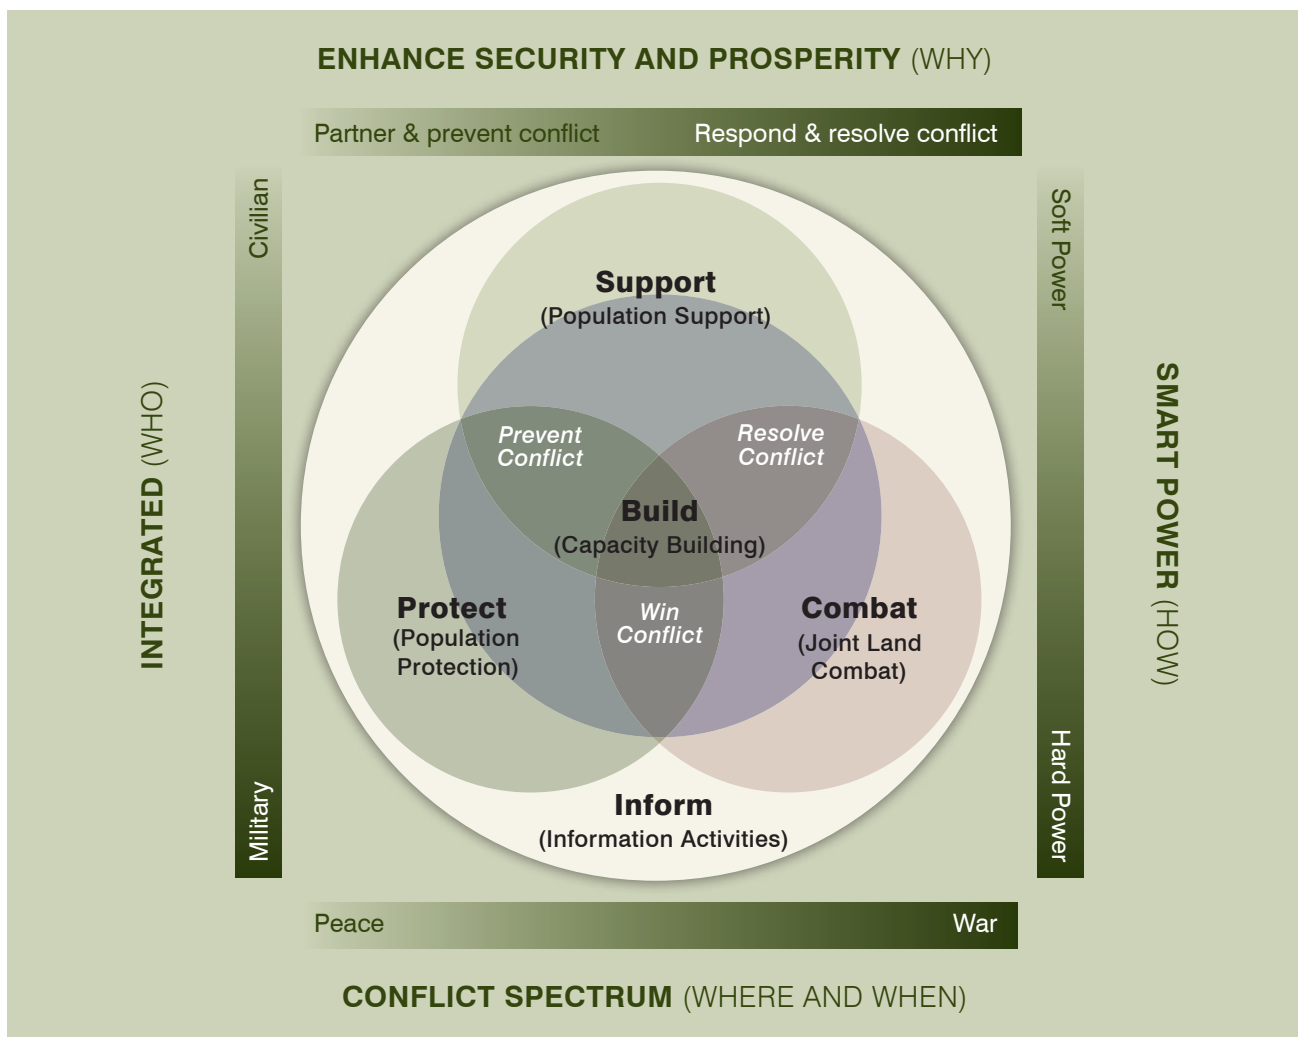 ENHANCE SECURITY AND PROSPERITY (WHY)
Partner & prevent conflict
Respond & resolve conflict
Civilian
Military
INTEGRATED (WHO)
Soft Power
Hard Power
SMART POWER (HOW)
Support
(Population Support)
Prevent
Conflict
Resolve
Conflict
Build
(Capacity Building)
Protect
(Population
Protection)
Win
Conflict
Combat
(Joint Land
Combat)
Inform
(Information Activities)
Peace
War
CONFLICT SPECTRUM (WHERE AND WHEN)